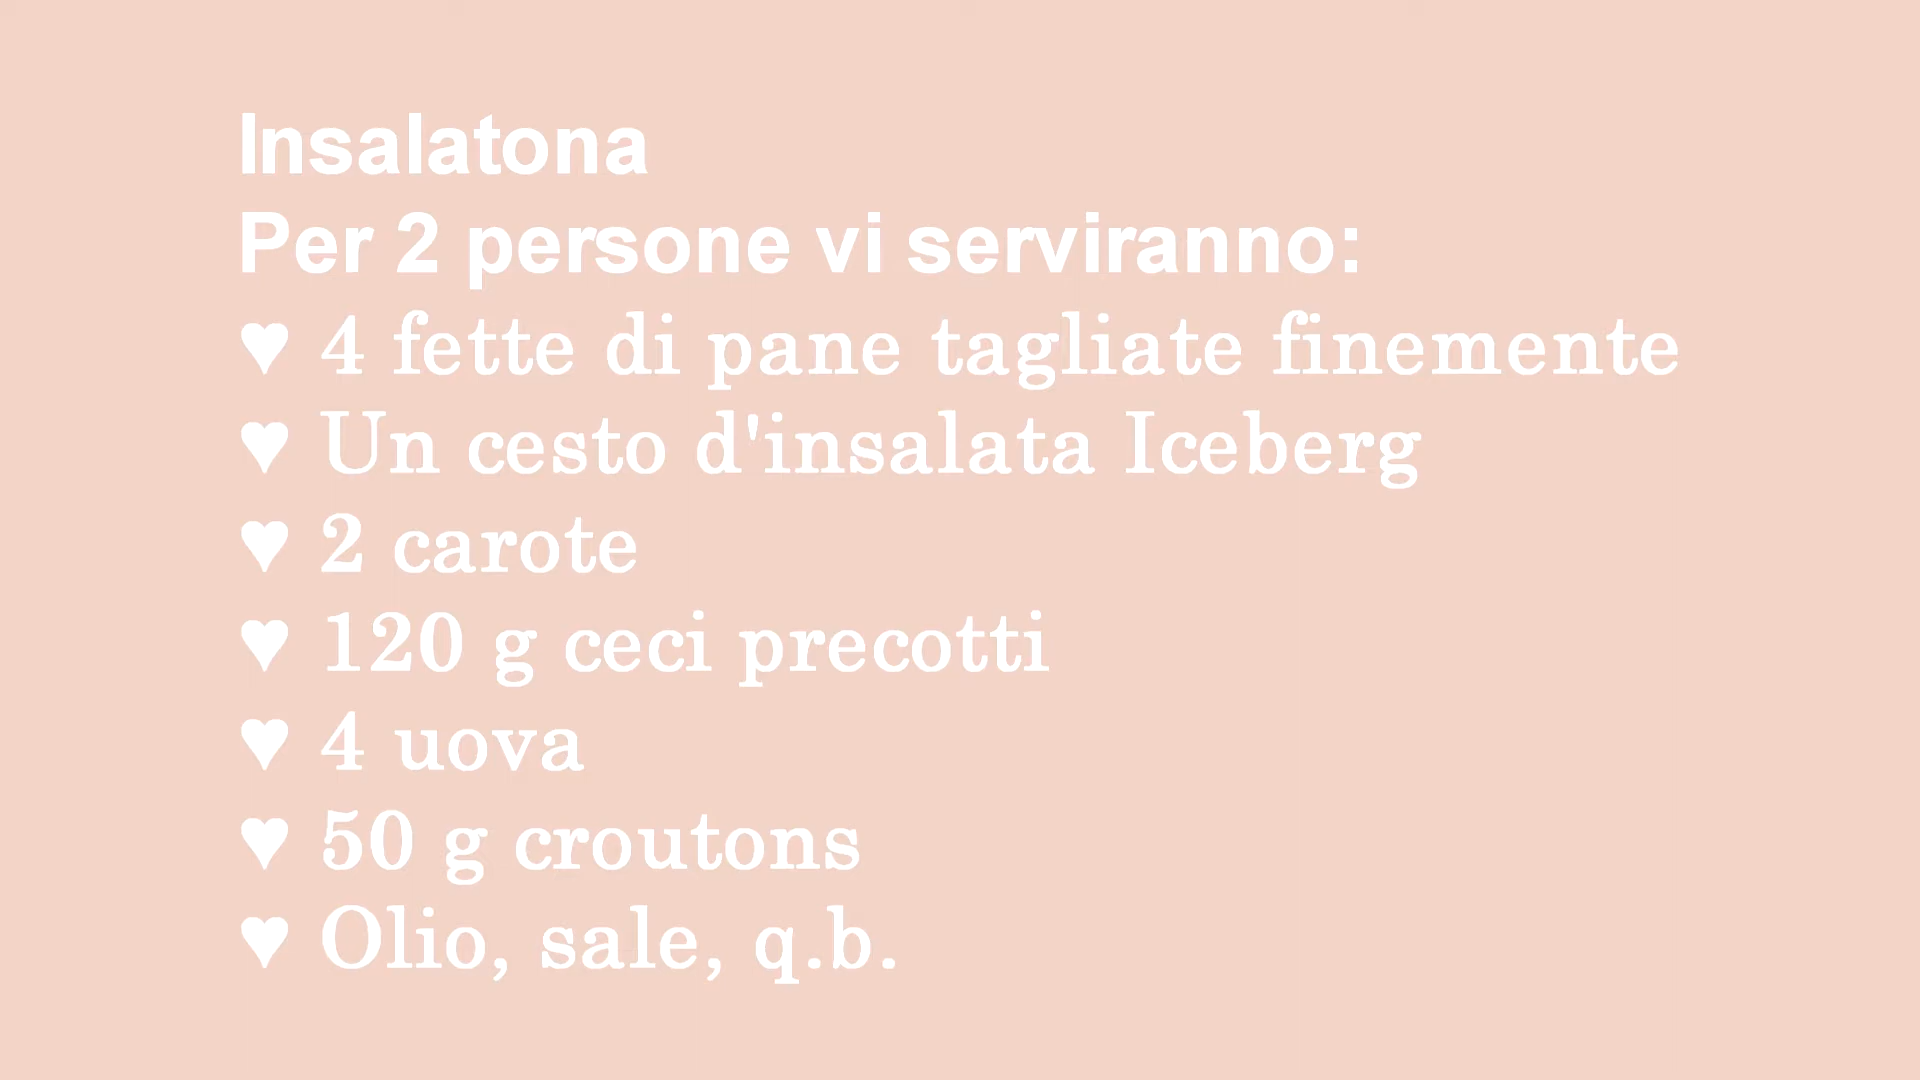 Insalatona
Per 2 persone vi serviranno:
♥ 4 fette di pane tagliate finemente
♥ Un cesto d'insalata Iceberg
♥ 2 carote
♥ 120 g ceci precotti
♥ 4 uova
♥ 50 g croutons
♥ Olio, sale, q.b.